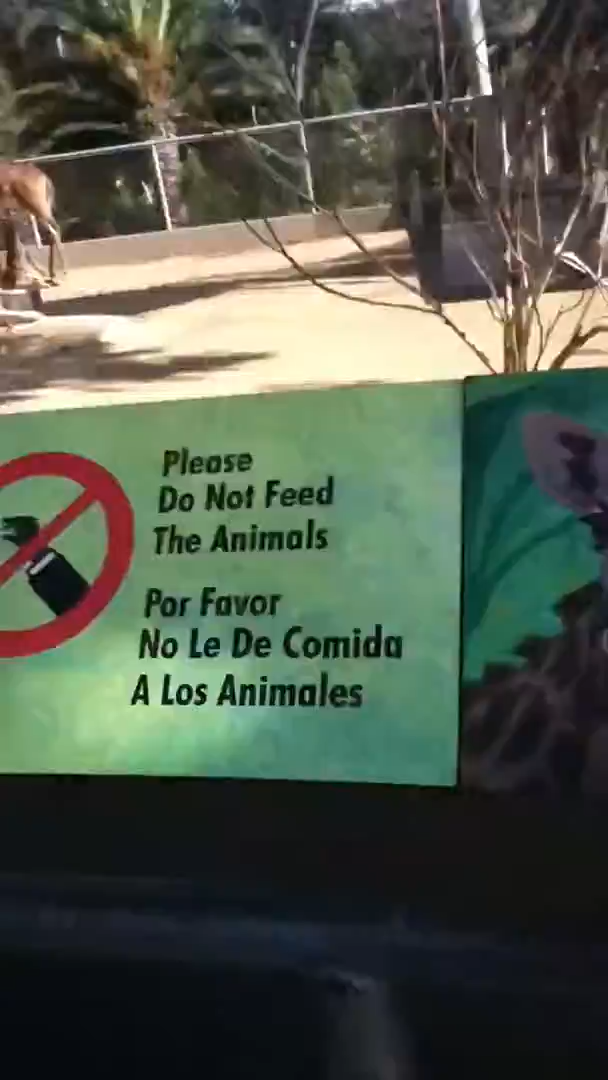 Please
Do Not Feed
The Animals
Por Favor
No Le De Comida
A Los Animales